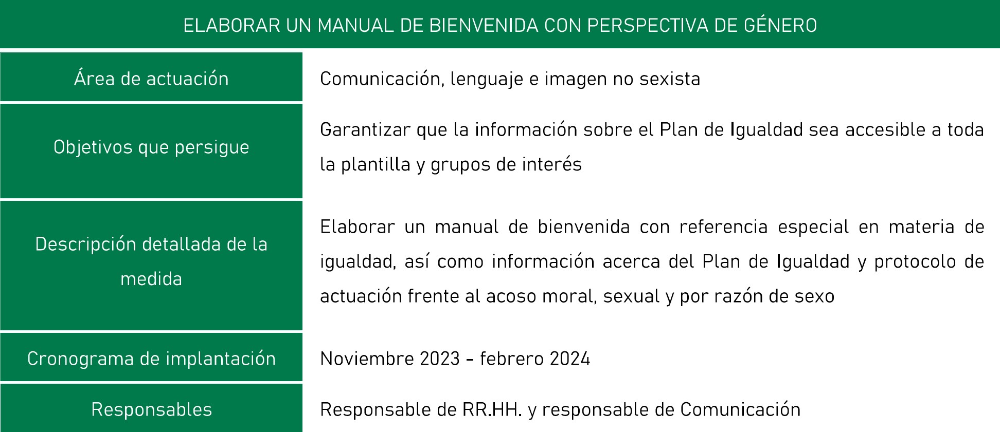 ELABORAR UN MANUAL DE BIENVENIDA CON PERSPECTIVA DE GÉNERO
Área de actuación
Comunicación, lenguaje e imagen no sexista
Objetivos que persigue
Garantizar que la información sobre el Plan de Igualdad sea accesible a toda
la plantilla y grupos de interés
Descripción detallada de la
medida
Elaborar un manual de bienvenida con referencia especial en materia de
igualdad, así como información acerca del Plan de Igualdad y protocolo de
actuación frente al acoso moral, sexual y por razón de sexo
Cronograma de implantación
Noviembre 2023 - febrero 2024
Responsables
Responsable de RR.HH. y responsable de Comunicación